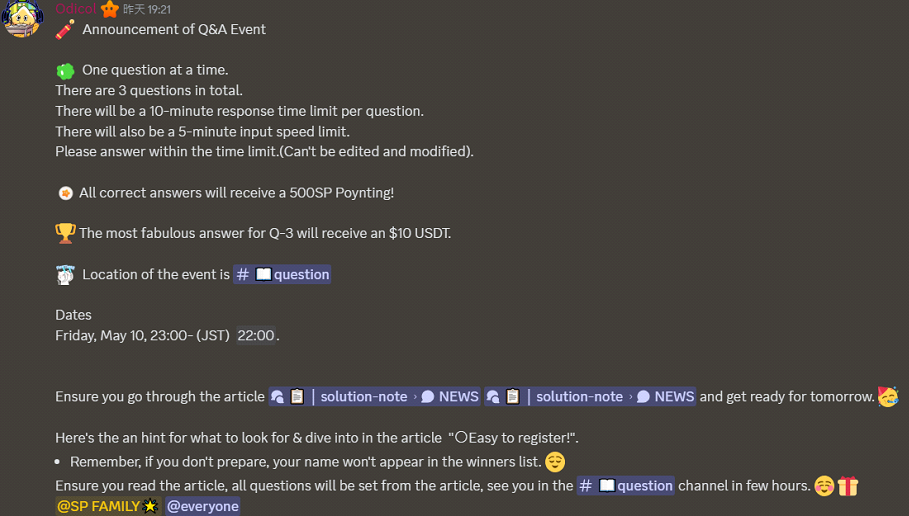 Odicol 昨天 19:21
Announcement of Q&A Event
One question at a time.
There are 3 questions in total.
There will be a 10-minute response time limit per question.
There will also be a 5-minute input speed limit.
Please answer within the time limit.(Can't be edited and modified).
All correct answers will receive a 500SP Poynting!
The most fabulous answer for Q-3 will receive an $10 USDT.
Location of the event is # 📖question
Dates
Friday, May 10, 23:00- (JST) 22:00.
Ensure you go through the article 📋 | solution-note › NEWS 📋 | solution-note › NEWS and get ready for tomorrow. 🥳
Here's the an hint for what to look for & dive into in the article "〇Easy to register!".
• Remember, if you don't prepare, your name won't appear in the winners list. 😌
Ensure you read the article, all questions will be set from the article, see you in the # 📖question channel in few hours. ☺️🎁
@SP FAMILY🌟 @everyone